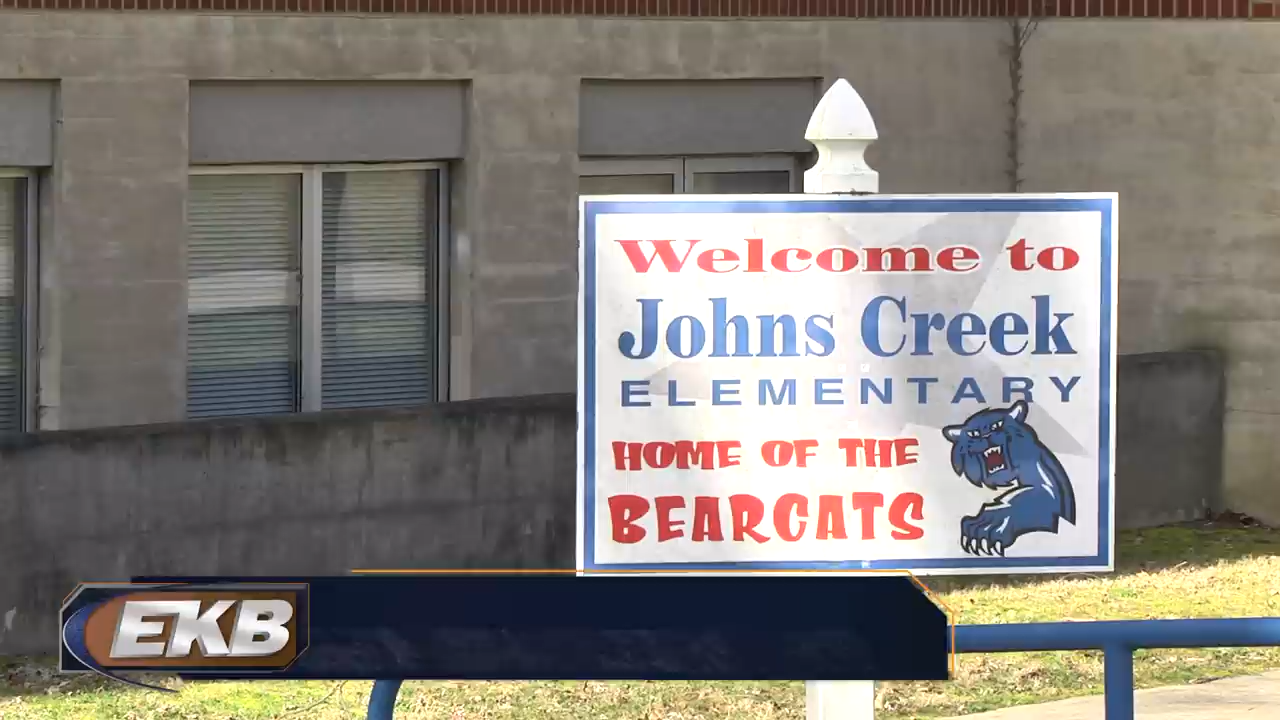 Welcome to
Johns Creek
ELEMENTARY
HOME OF THE
BEARCATS
EKB